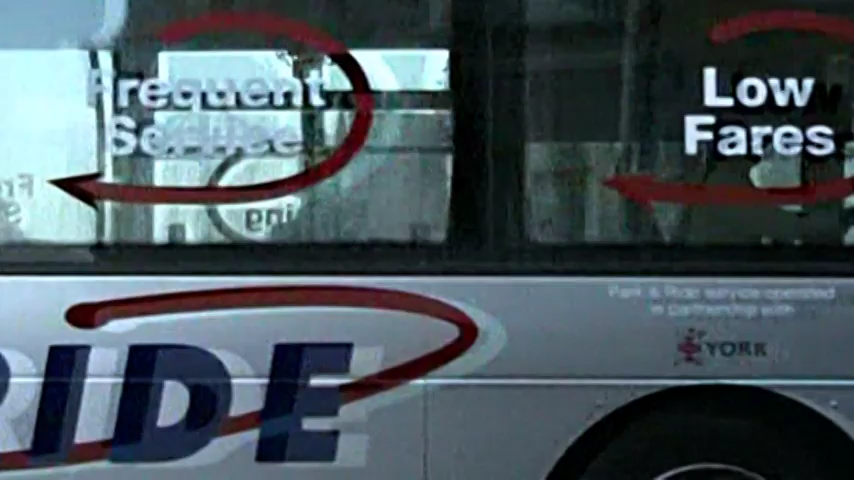 Frequent
Service
Low
Fares
RIDE
Park & Ride service operated
in partnership with
YORK